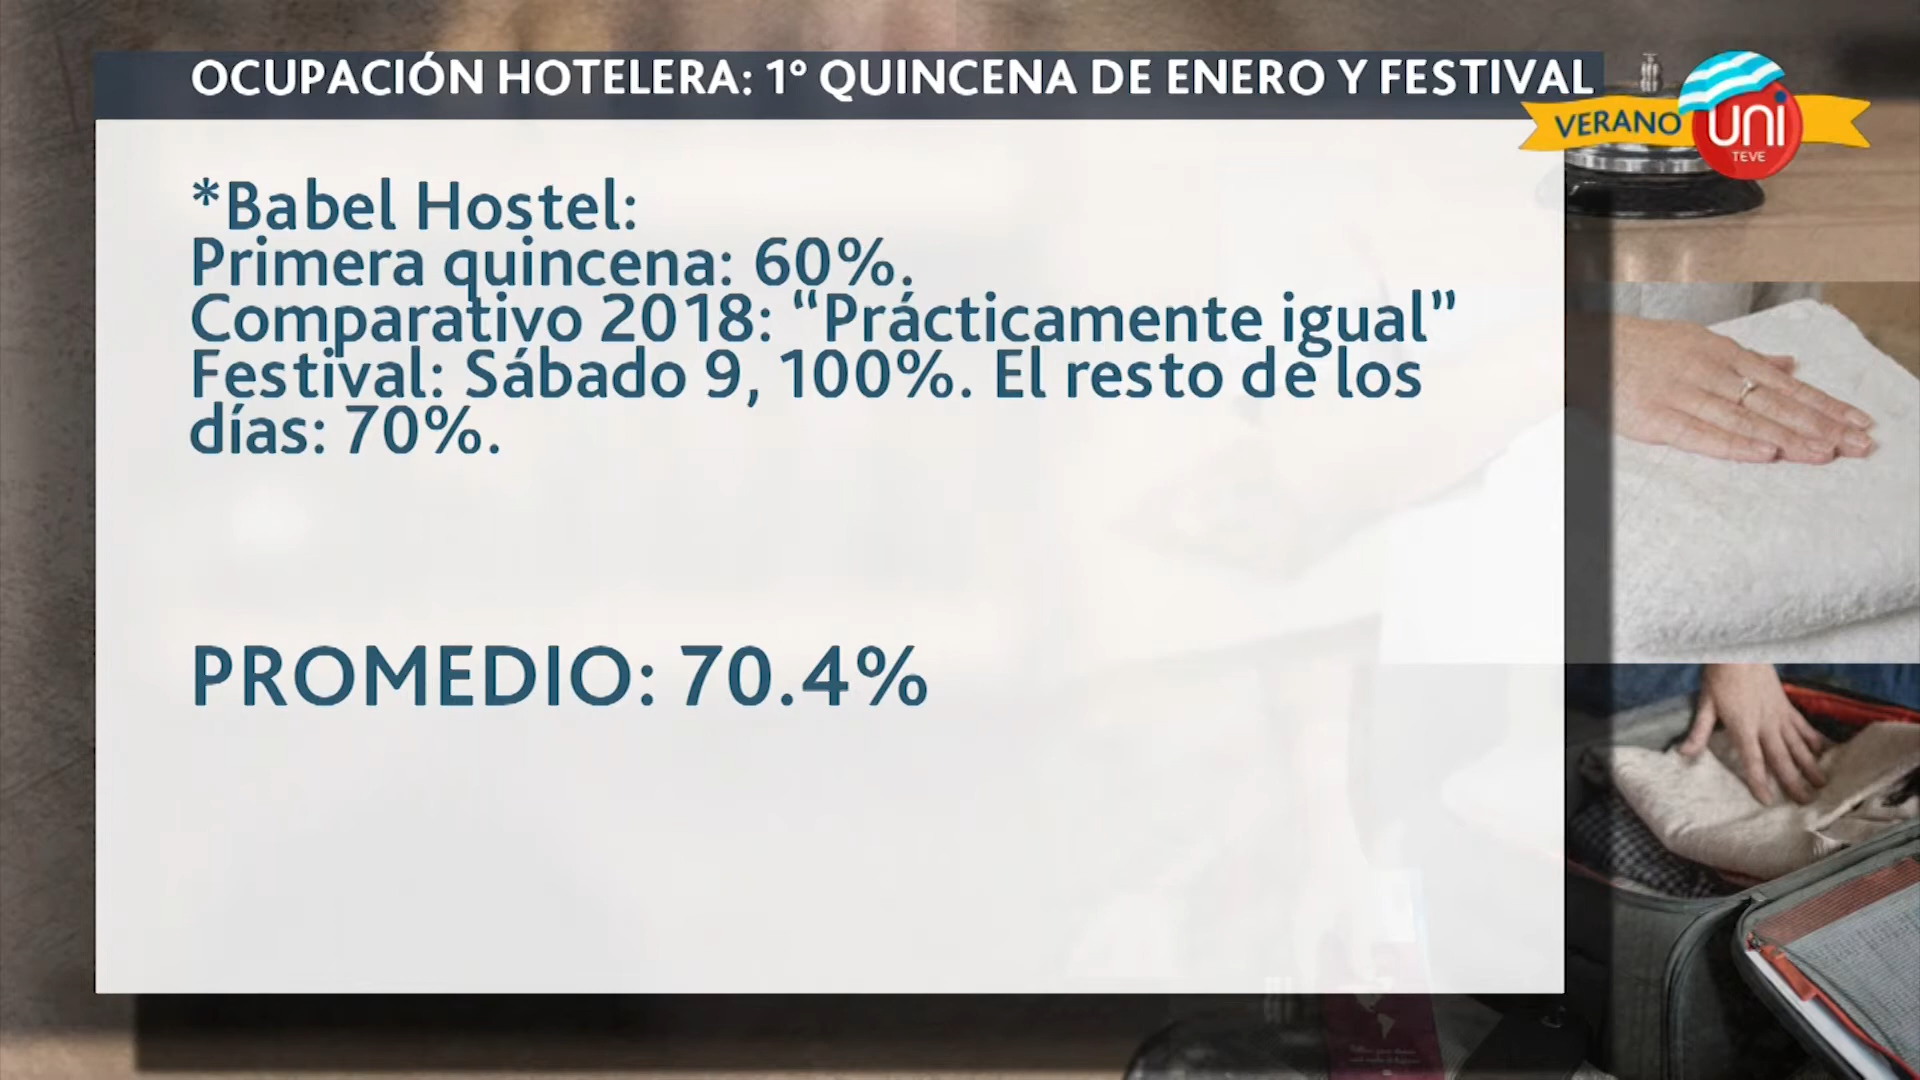 OCUPACIÓN HOTELERA: 1° QUINCENA DE ENERO Y FESTIVAL
VERANO
uni
TEVE
*Babel Hostel:
Primera quincena: 60%.
Comparativo 2018: “Prácticamente igual”
Festival: Sábado 9, 100%. El resto de los
días: 70%.
PROMEDIO: 70.4%